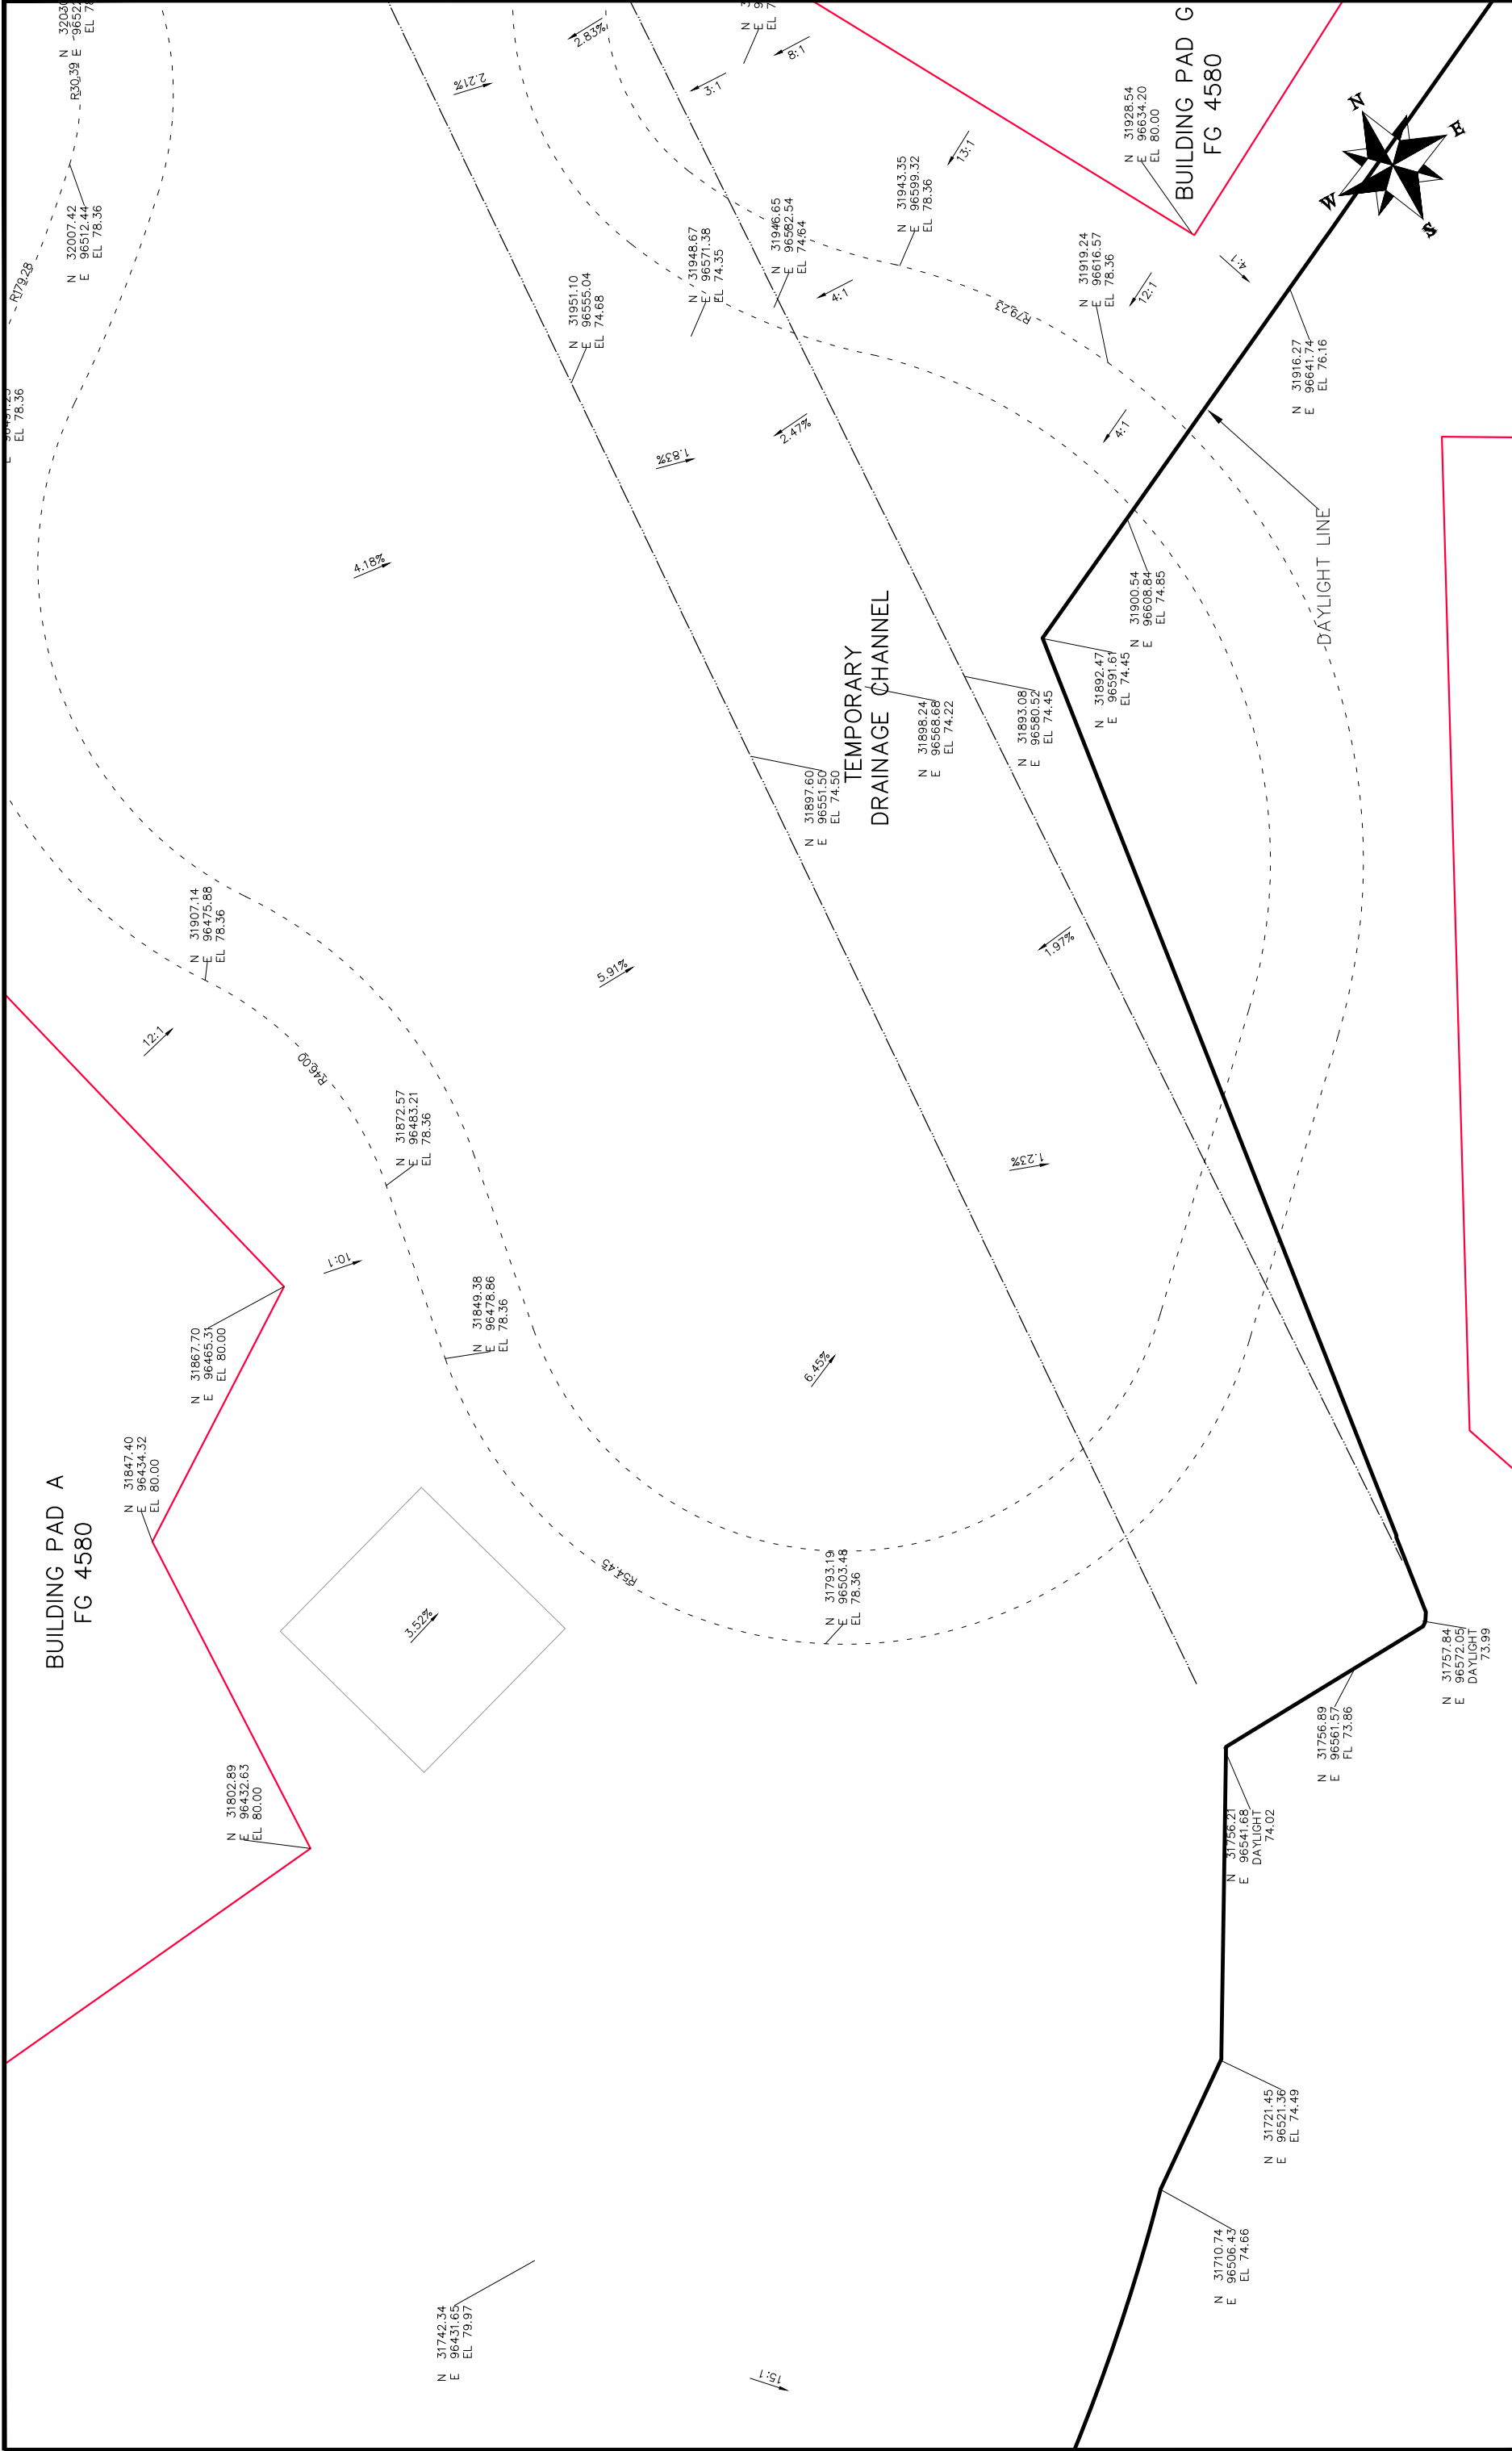 N 32007.42
E 96512.44
EL 78.36
R30.39
R179.28
EL 78.36
2.21%
2.83%
3:1
8:1
13:1
BUILDING PAD G
FG 4580
N 31928.54
E 96634.20
EL 80.00
N
E
S
W
N 31943.35
E 96599.32
EL 78.36
N 31946.65
E 96582.54
EL 74.64
N 31948.67
E 96571.38
EL 74.35
N 31951.10
E 96555.04
EL 74.68
4:1
R79.23
N 31919.24
E 96616.57
EL 78.36
12:1
4:1
N 31916.27
E 96641.74
EL 76.16
4:1
2.47%
1.83%
4.18%
DAYLIGHT LINE
N 31900.54
E 96608.84
EL 74.85
N 31892.47
E 96591.61
EL 74.45
TEMPORARY
DRAINAGE CHANNEL
N 31898.24
E 96568.68
EL 74.22
N 31893.08
E 96580.52
EL 74.45
N 31897.60
E 96551.50
EL 74.50
N 31907.14
E 96475.88
EL 78.36
5.91%
1.97%
12:1
R46.00
N 31872.57
E 96483.21
EL 78.36
1.23%
10:1
N 31849.38
E 96478.86
EL 78.36
N 31867.70
E 96465.31
EL 80.00
6.45%
N 31847.40
E 96434.32
EL 80.00
BUILDING PAD A
FG 4580
R54.45
3.52%
N 31793.19
E 96503.48
EL 78.36
N 31757.84
E 96572.05
DAYLIGHT
73.99
N 31756.89
E 96561.57
FL 73.86
N 31802.89
E 96432.63
EL 80.00
N 31756.21
E 96541.68
DAYLIGHT
74.02
N 31721.45
E 96521.36
EL 74.49
N 31710.74
E 96506.43
EL 74.66
N 31742.34
E 96431.65
EL 79.97
15:1